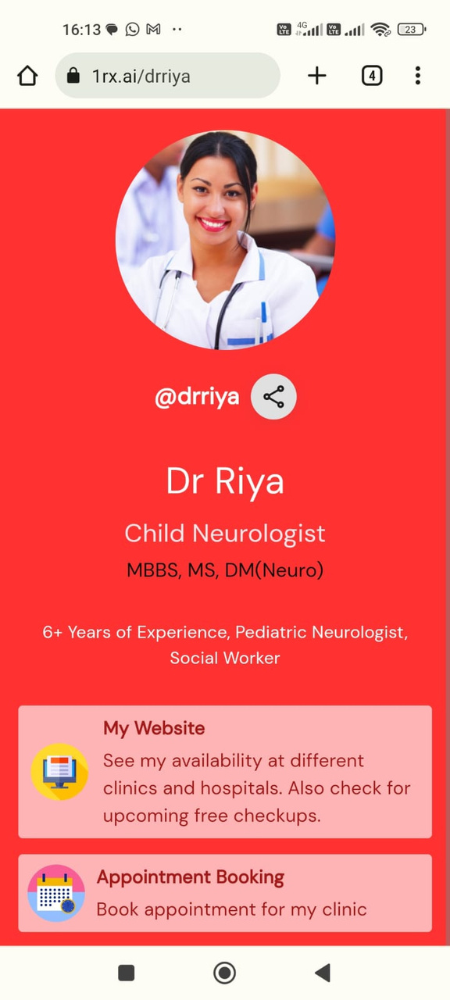 16:13
Vo LTE 4G Vo LTE 23
1rx.ai/drriya
4
@drriya
Dr Riya
Child Neurologist
MBBS, MS, DM(Neuro)
6+ Years of Experience, Pediatric Neurologist,
Social Worker
My Website
See my availability at different
clinics and hospitals. Also check for
upcoming free checkups.
Appointment Booking
Book appointment for my clinic